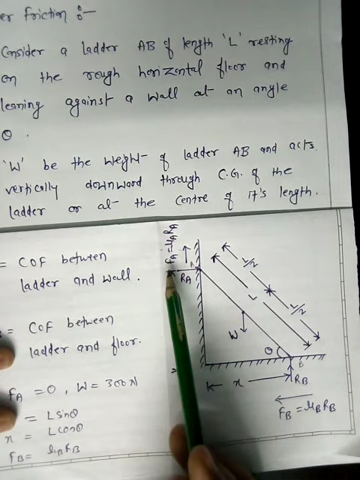 er friction :-
Consider a ladder AB of length 'L' resting
on the rough horizontal floor and
leaning against a wall at an angle
θ.
'W' be the weight of ladder AB and acts
vertically downward through C.G. of the
ladder or at the centre of it's length.
= COF between
ladder and wall.
= COF between
ladder and floor.
FA = 0, W = 300 N
= L sinθ
x = L cosθ
FB =
RA
L
L/2
W
θ
x
RB
FB = μB RB